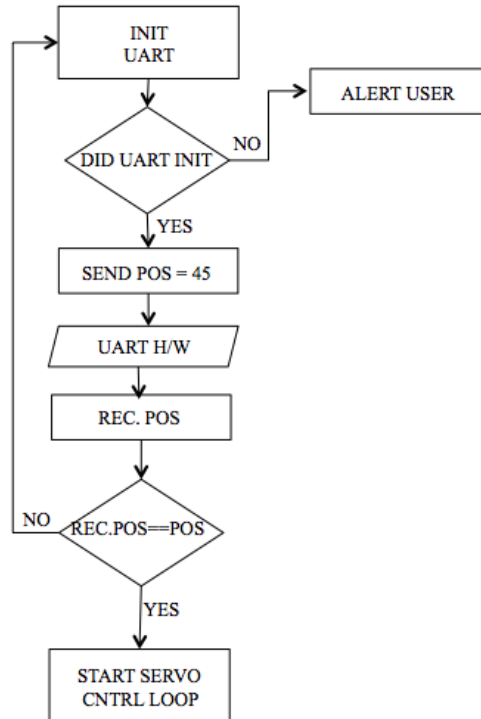 INIT
UART
ALERT USER
NO
DID UART INIT
YES
SEND POS = 45
UART H/W
REC. POS
NO
REC.POS==POS
YES
START SERVO
CNTRL LOOP